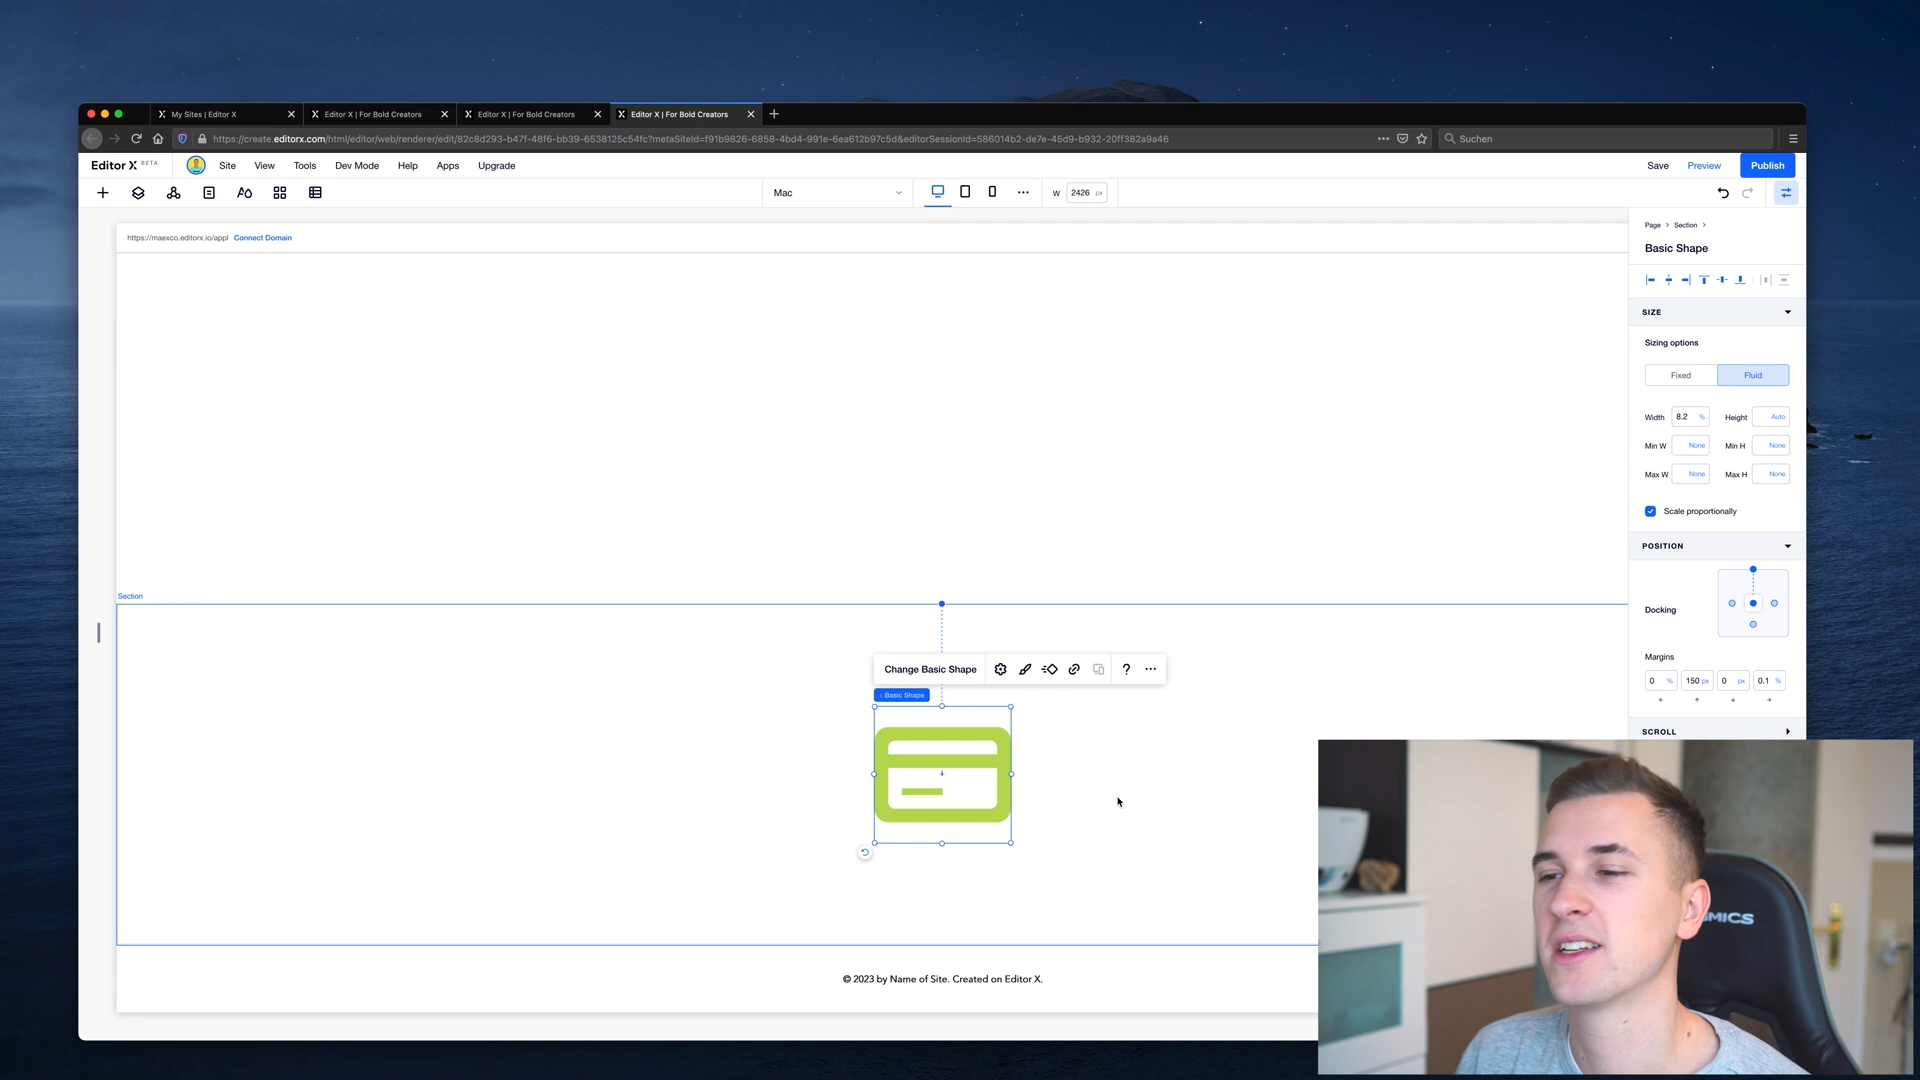 My Sites | Editor X
Editor X | For Bold Creators
Editor X | For Bold Creators
Editor X | For Bold Creators
https://create.editorx.com/html/editor/web/renderer/edit/82c8d293-b47f-48f6-bb39-6538125c54fc?metaSiteId=f91b9826-6858-4bd4-991e-6ea612b97c5d&editorSessionId=586014b2-de7e-45d9-b932-20ff382a9a46
Suchen
Editor X BETA
Site
View
Tools
Dev Mode
Help
Apps
Upgrade
Save
Preview
Publish
Mac
W 2426 px
https://maexco.editorx.io/appl Connect Domain
Page > Section >
Basic Shape
SIZE
Sizing options
Fixed
Fluid
Width 8.2 % Height Auto
Min W None Min H None
Max W None Max H None
Scale proportionally
POSITION
Docking
Margins
0 % 150 px 0 px 0.1 %
SCROLL
Section
Change Basic Shape
?
‹ Basic Shape
© 2023 by Name of Site. Created on Editor X.